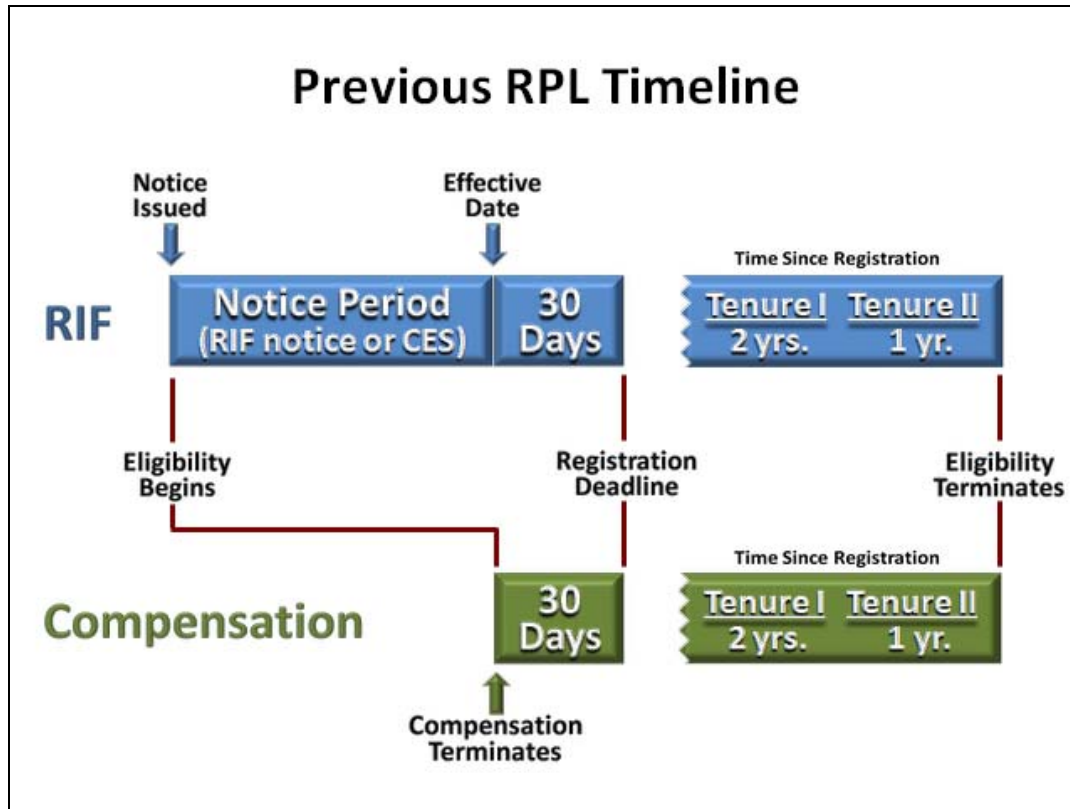 Previous RPL Timeline
Notice
Issued
Effective
Date
Time Since Registration
RIF
Notice Period
(RIF notice or CES)
30
Days
Tenure I Tenure II
2 yrs. 1 yr.
Eligibility
Begins
Registration
Deadline
Eligibility
Terminates
Time Since Registration
Compensation
30
Days
Tenure I Tenure II
2 yrs. 1 yr.
Compensation
Terminates